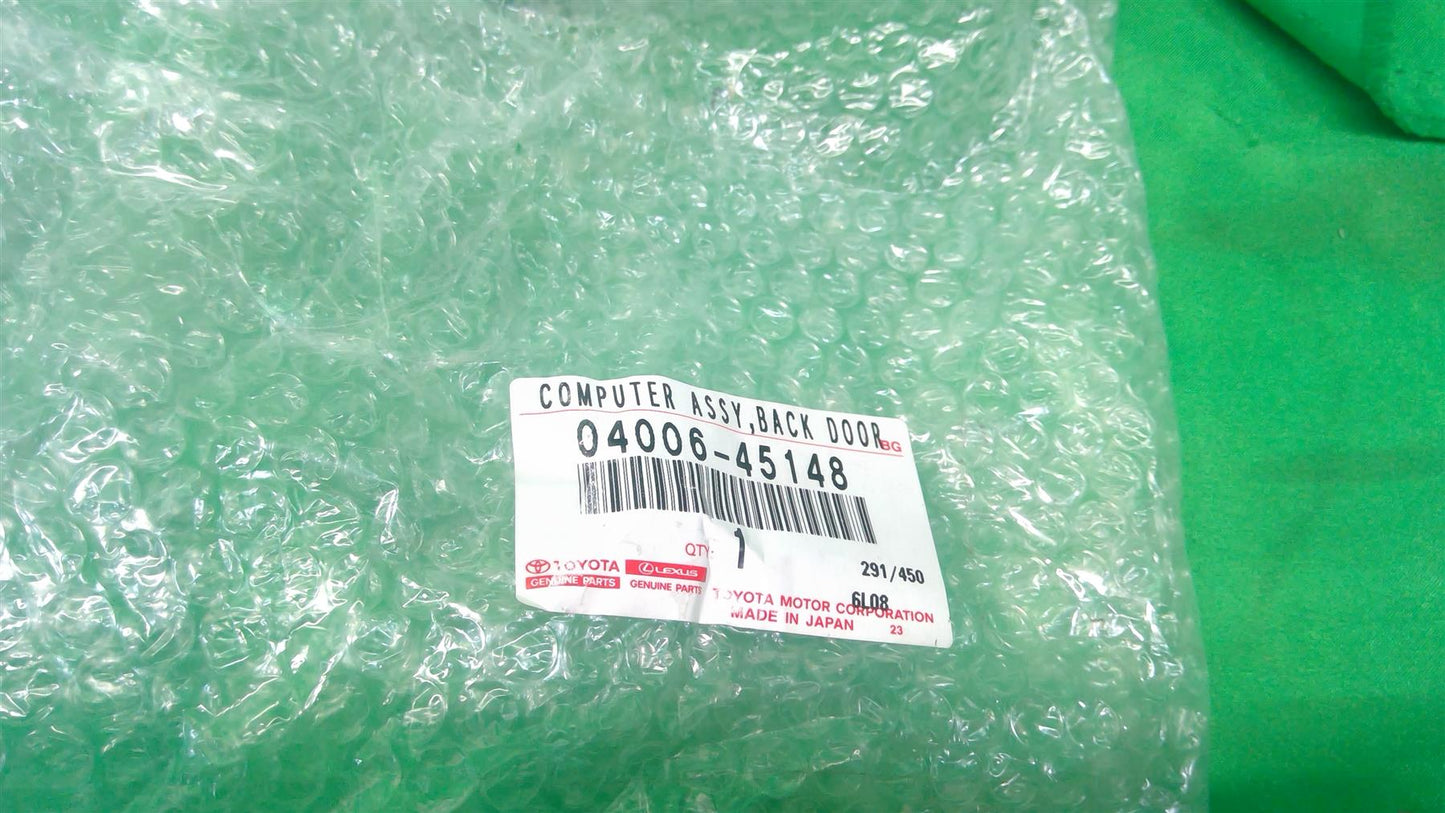 COMPUTER ASSY,BACK DOOR
BG
04006-45148
QTY: 1
TOYOTA
GENUINE PARTS
LEXUS
GENUINE PARTS
291/450
6L08
TOYOTA MOTOR CORPORATION
MADE IN JAPAN
23